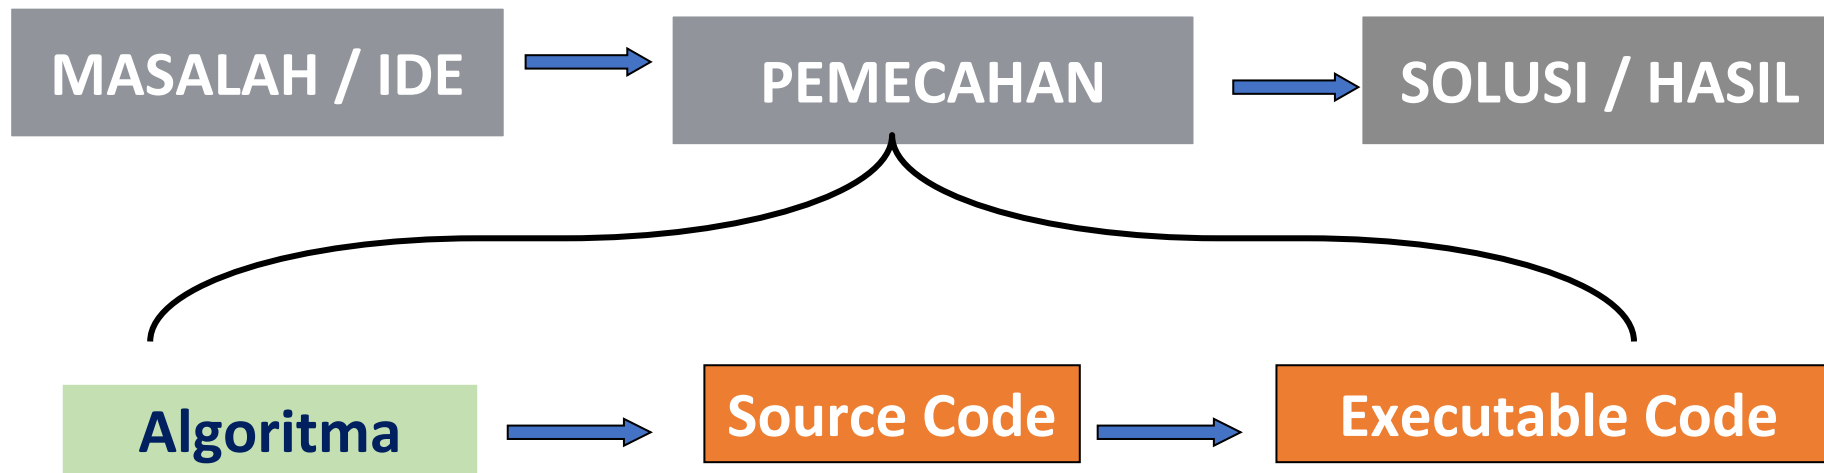 MASALAH / IDE
PEMECAHAN
SOLUSI / HASIL
Algoritma
Source Code
Executable Code